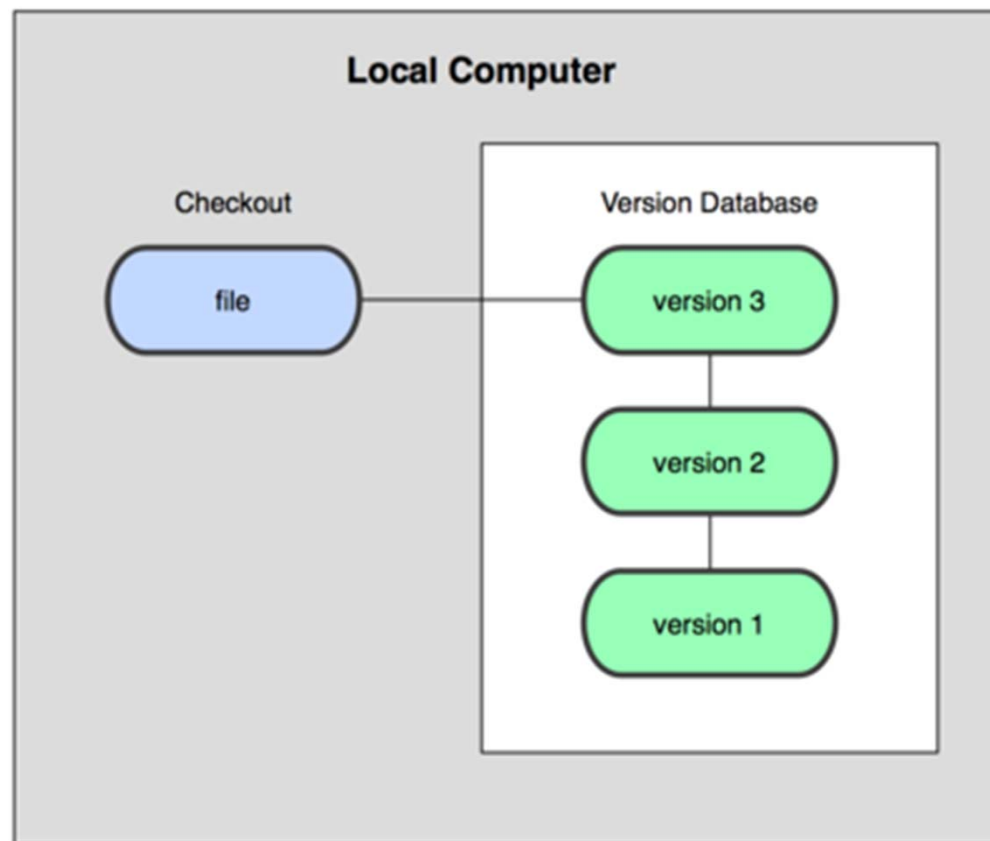 Local Computer
Checkout
Version Database
file
version 3
version 2
version 1